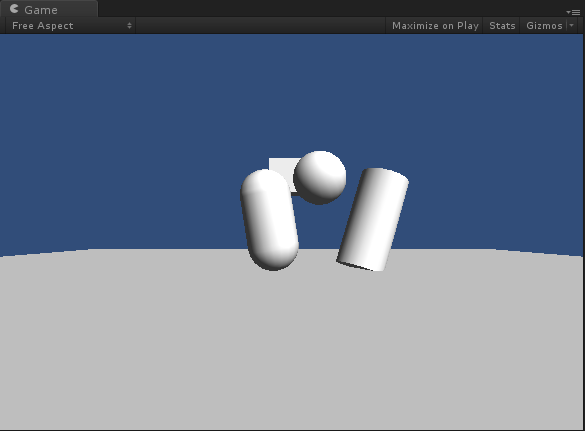 Game
Free Aspect
Maximize on Play
Stats
Gizmos